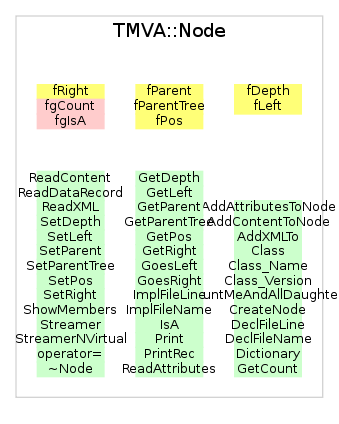 TMVA::Node
fRight
fgCount
fgIsA
fParent
fParentTree
fPos
fDepth
fLeft
ReadContent
ReadDataRecord
ReadXML
SetDepth
SetLeft
SetParent
SetParentTree
SetPos
SetRight
ShowMembers
Streamer
StreamerNVirtual
operator=
~Node
GetDepth
GetLeft
GetParent
GetParentTree
GetPos
GetRight
GoesLeft
GoesRight
ImplFileLine
ImplFileName
IsA
Print
PrintRec
ReadAttributes
AddAttributesToNode
AddContentToNode
AddXMLTo
Class
Class_Name
Class_Version
untMeAndAllDaughte
CreateNode
DeclFileLine
DeclFileName
Dictionary
GetCount